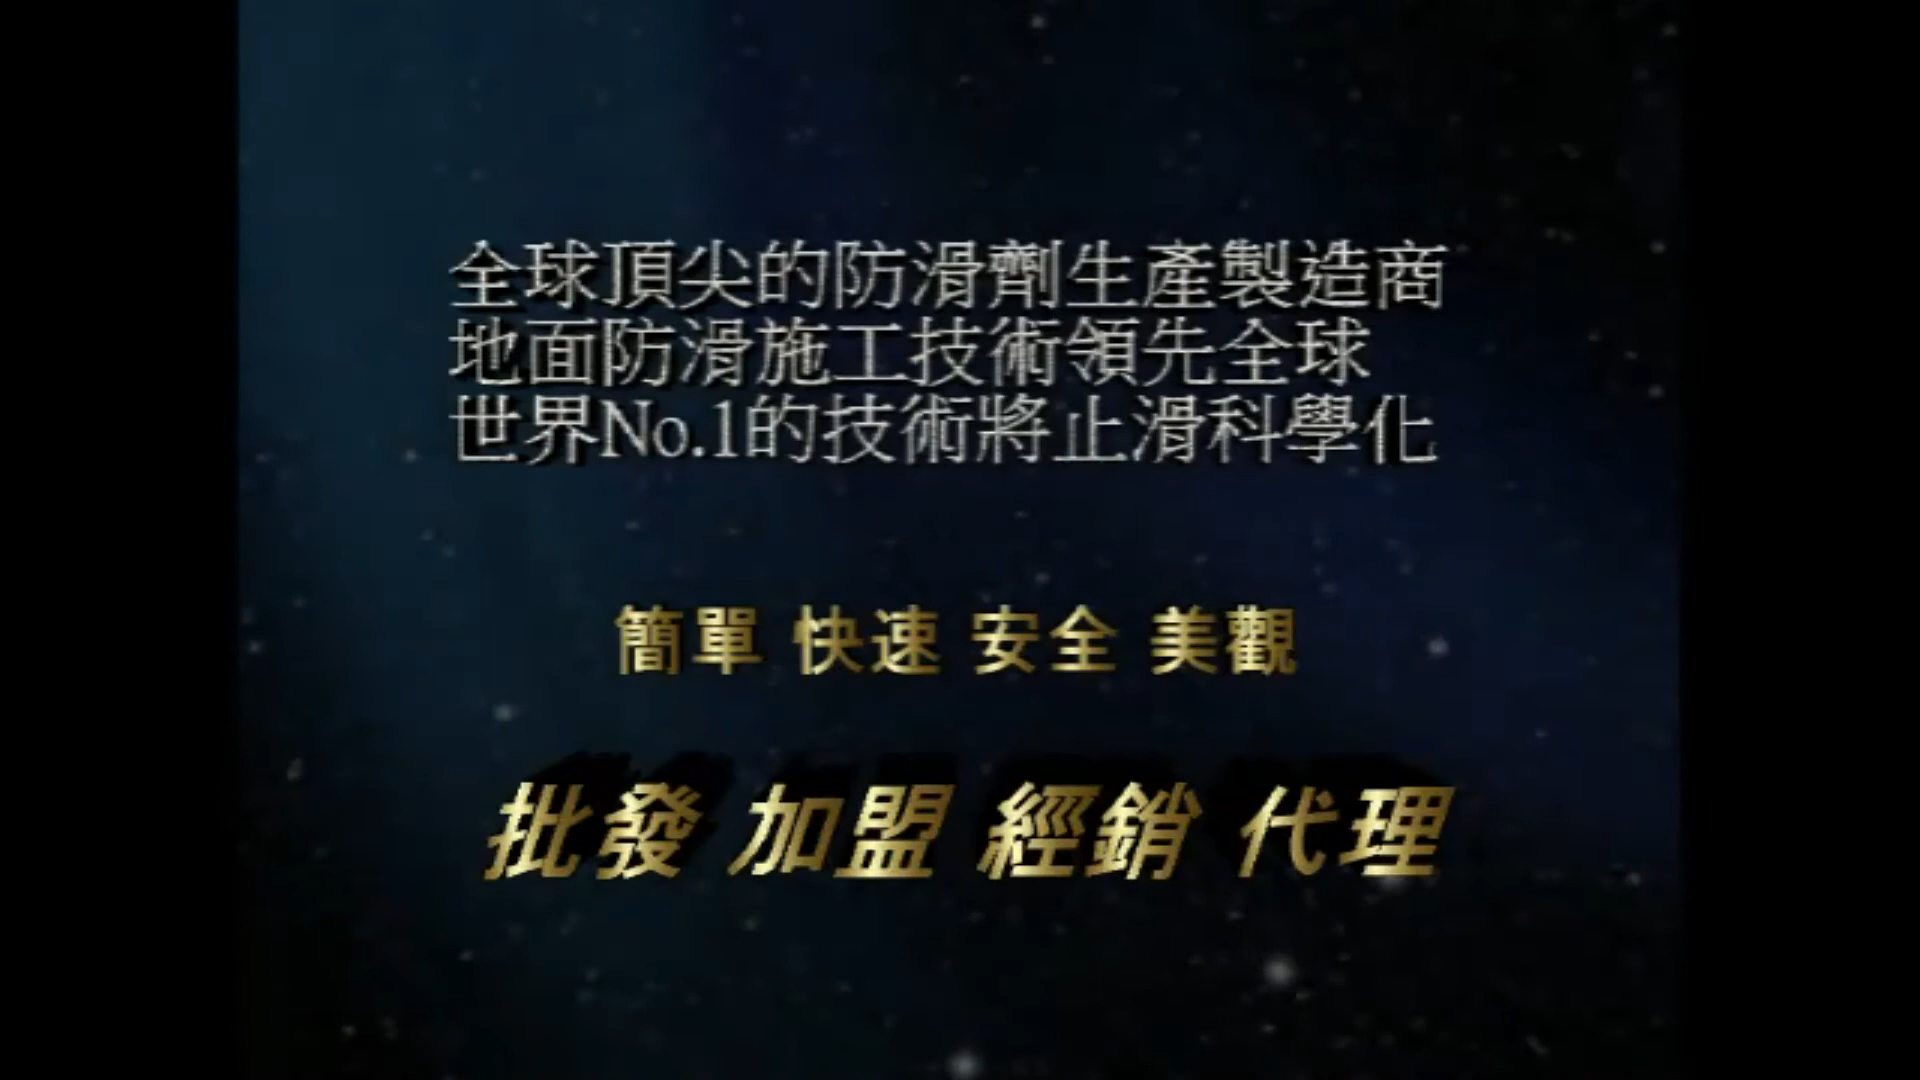 全球頂尖的防滑劑生產製造商
地面防滑施工技術領先全球
世界No.1的技術將止滑科學化
簡單 快速 安全 美觀
批發 加盟 經銷 代理